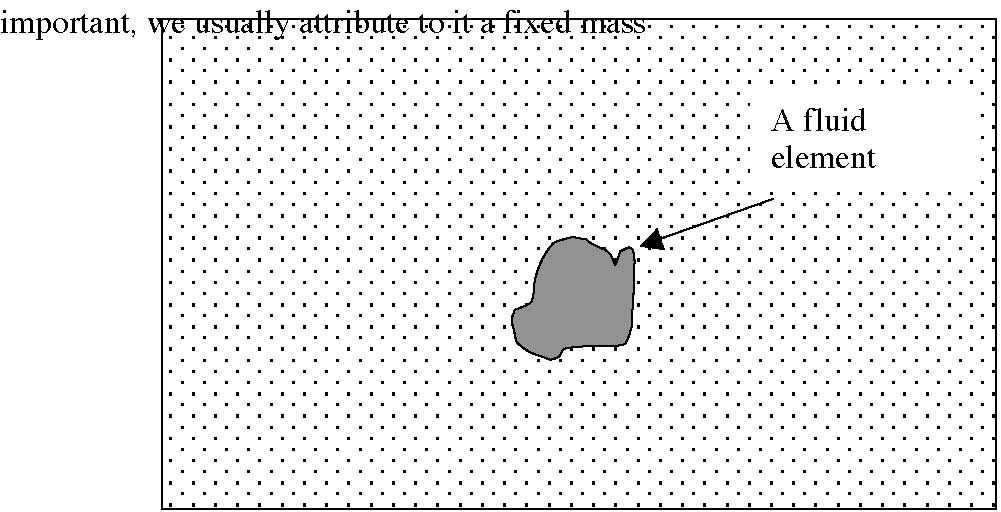 important, we usually attribute to it a fixed mass
A fluid
element